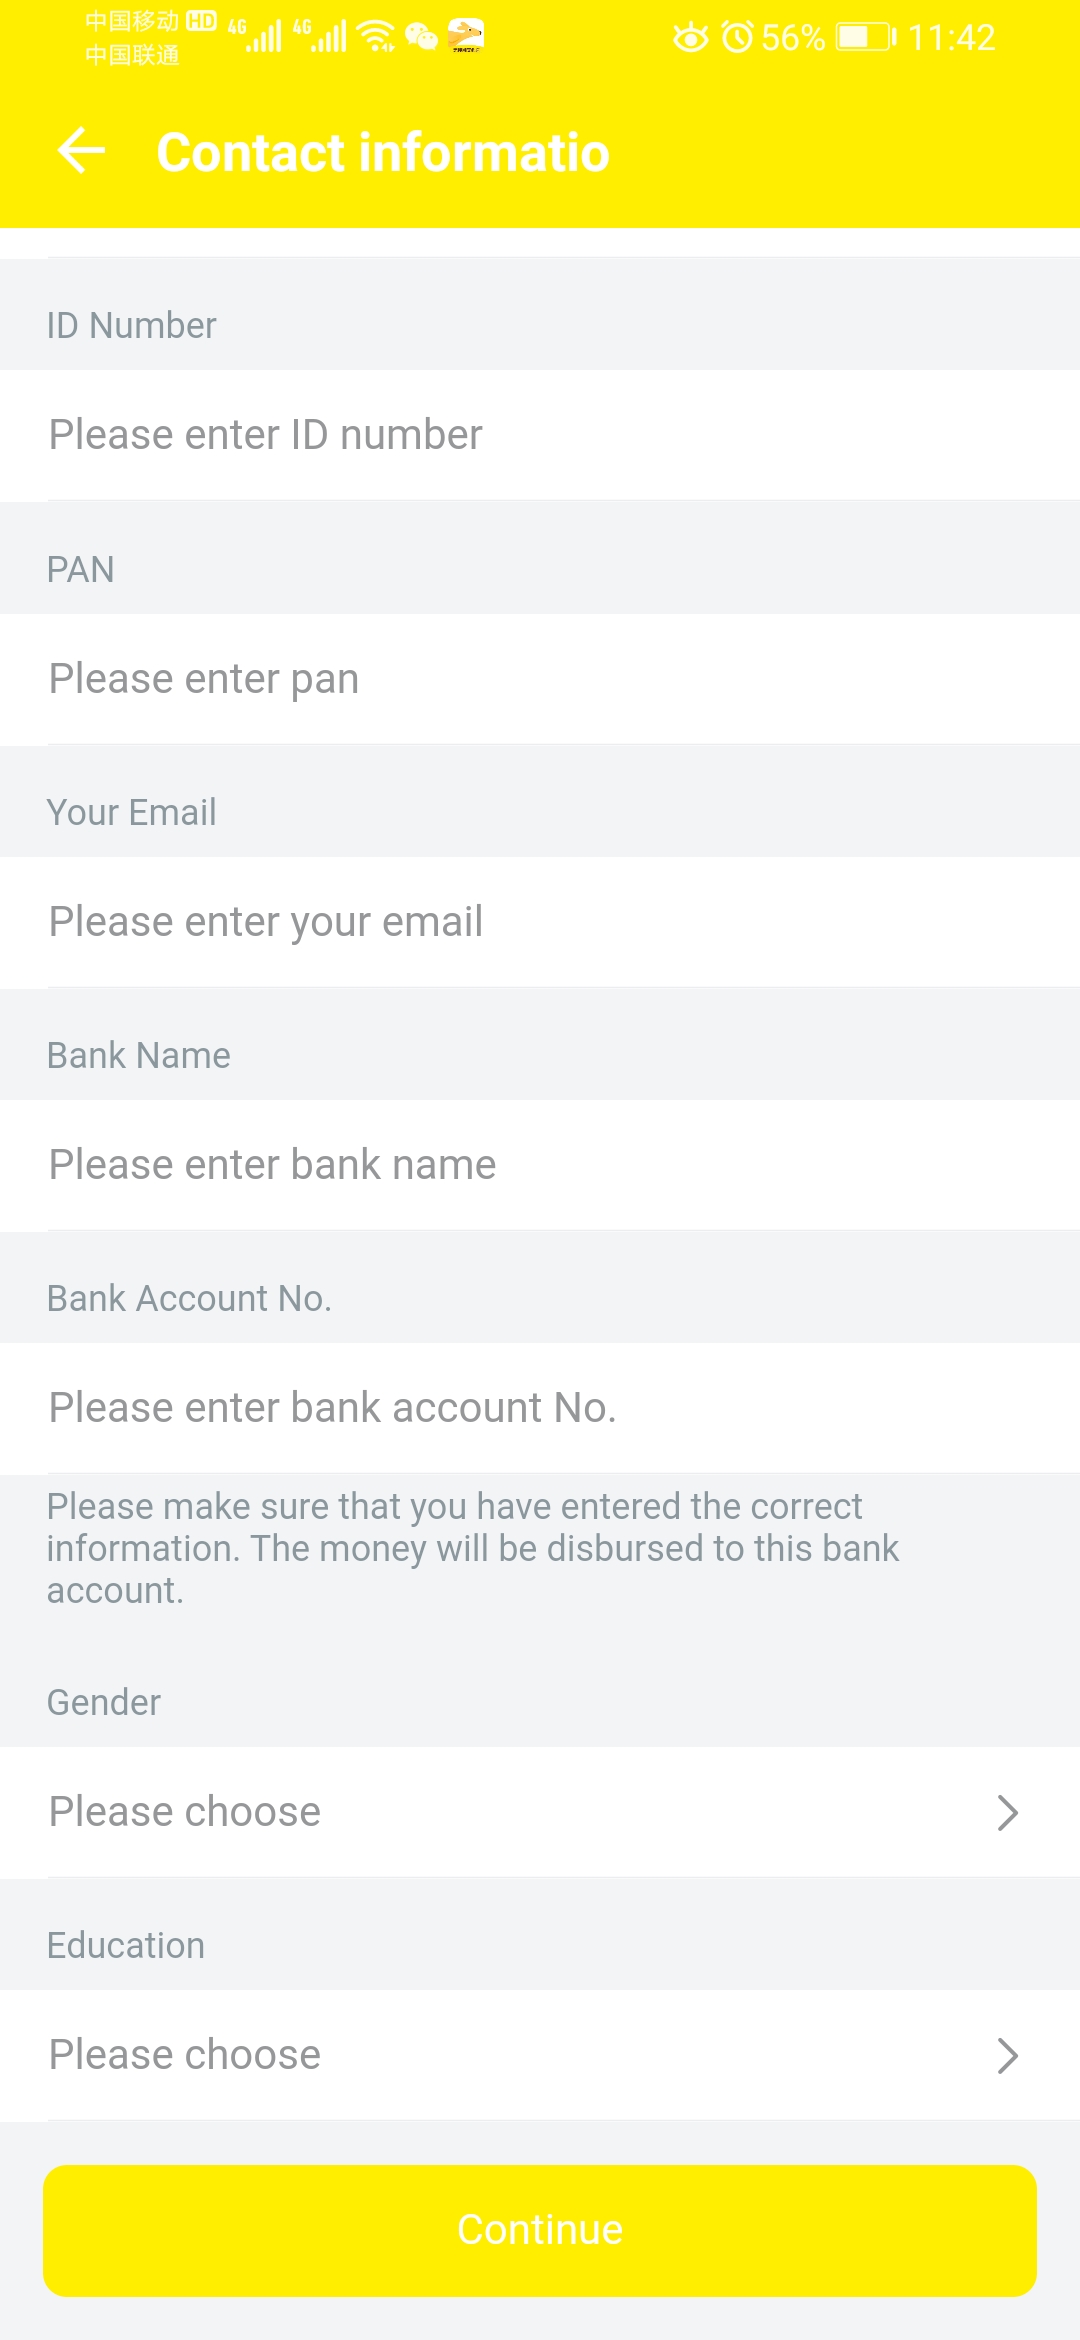 中国移动 HD 4G 4G 56% 11:42
中国联通
Contact informatio
ID Number
Please enter ID number
PAN
Please enter pan
Your Email
Please enter your email
Bank Name
Please enter bank name
Bank Account No.
Please enter bank account No.
Please make sure that you have entered the correct
information. The money will be disbursed to this bank
account.
Gender
Please choose
Education
Please choose
Continue